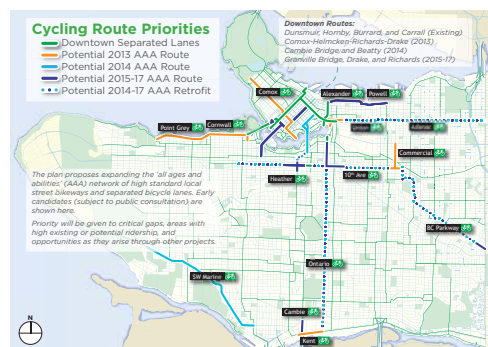 Cycling Route Priorities
Downtown Separated Lanes
Potential 2013 AAA Route
Potential 2014 AAA Route
Potential 2015-17 AAA Route
Potential 2014-17 AAA Retrofit
Downtown Routes:
Dunsmuir, Hornby, Burrard, and Carrall (Existing)
Comox-Helmcken-Richards-Drake (2013)
Cambie Bridge and Beatty (2014)
Granville Bridge, Drake, and Richards (2015-17)
Comox
Alexander
Powell
Point Grey
Cornwall
Union
Adanac
Commercial
The plan proposes expanding the 'all ages and
abilities' (AAA) network of high standard local
street bikeways and separated bicycle lanes. Early
candidates (subject to public consultation) are
shown here.
Heather
10th Ave
Priority will be given to critical gaps, areas with
high existing or potential ridership, and
opportunities as they arise through other projects.
BC Parkway
Ontario
SW Marine
Cambie
Kent
N